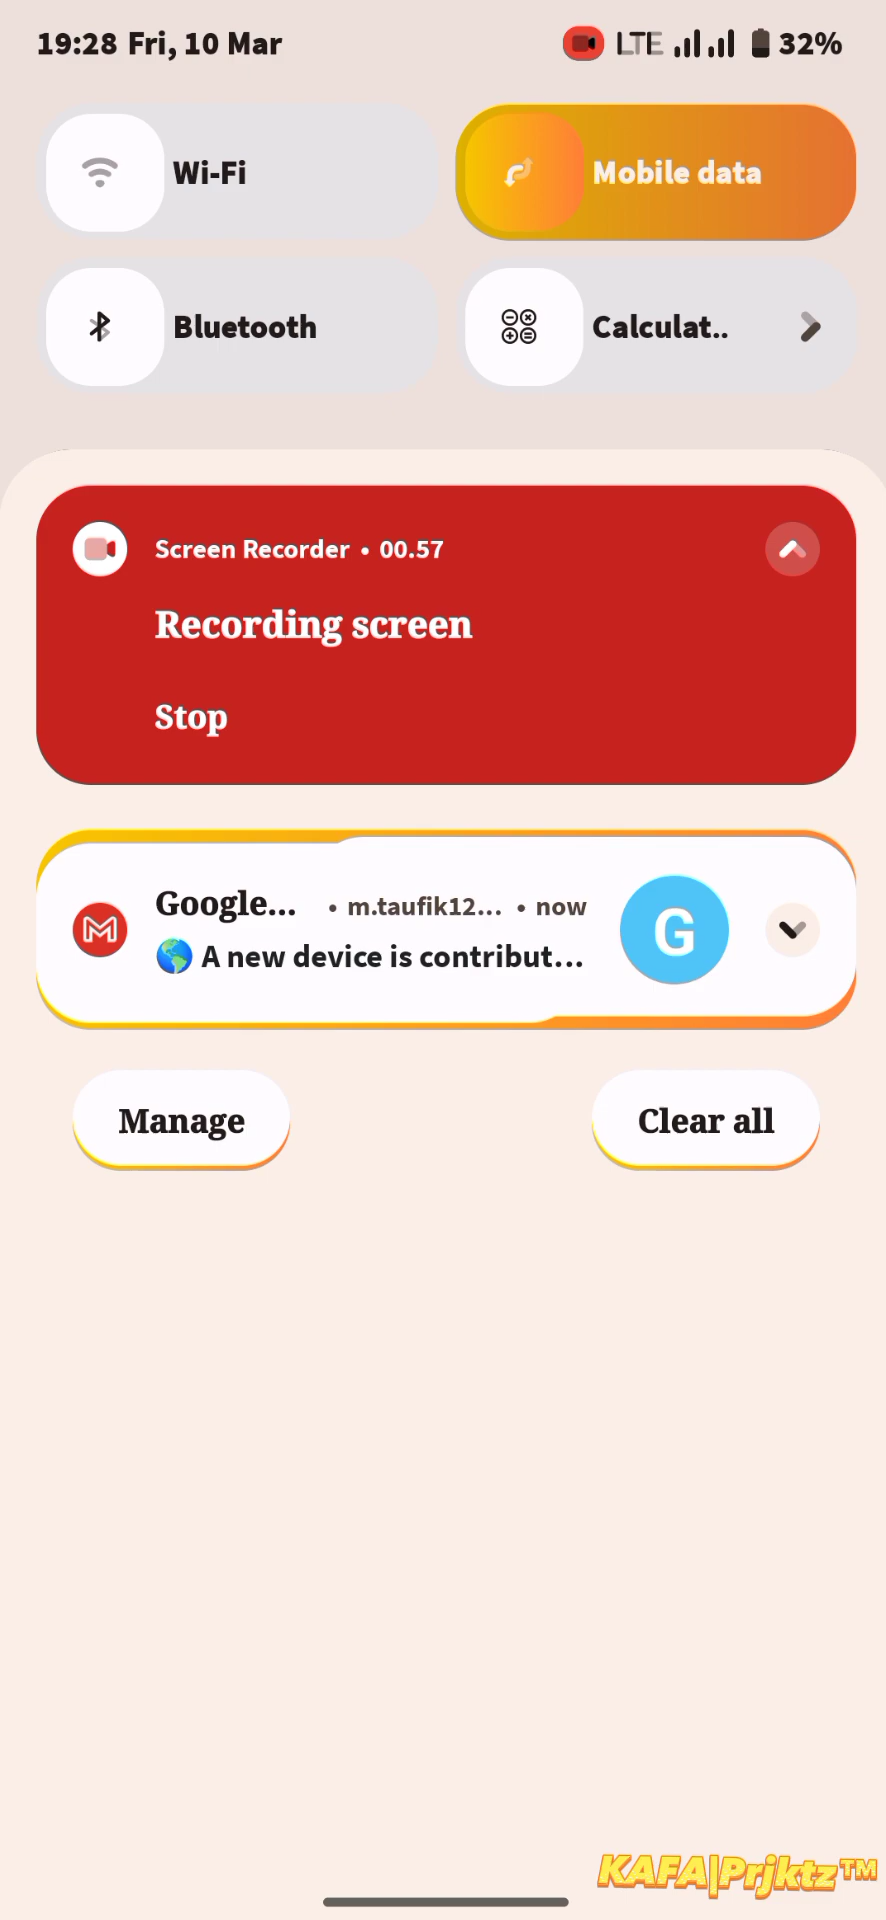 19:28 Fri, 10 Mar LTE 32%
Wi-Fi Mobile data
Bluetooth Calculat..
Screen Recorder • 00.57
Recording screen
Stop
Google... • m.taufik12... • now
G
🌎 A new device is contribut...
Manage Clear all
KAFA|Prjktz™